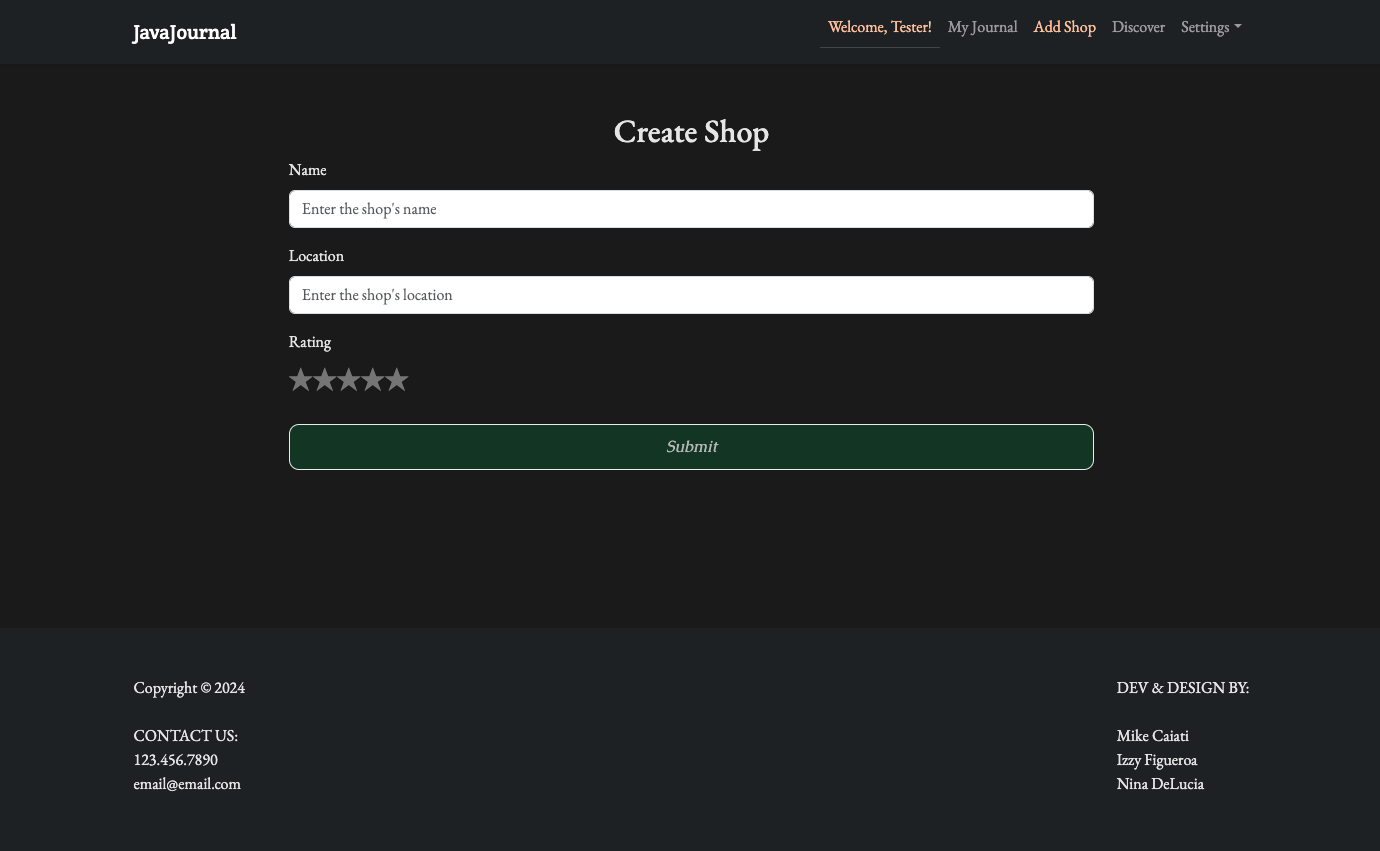 JavaJournal
Welcome, Tester! My Journal Add Shop Discover Settings
Create Shop
Name
Enter the shop's name
Location
Enter the shop's location
Rating
Submit
Copyright © 2024
CONTACT US:
123.456.7890
email@email.com
DEV & DESIGN BY:
Mike Caiati
Izzy Figueroa
Nina DeLucia